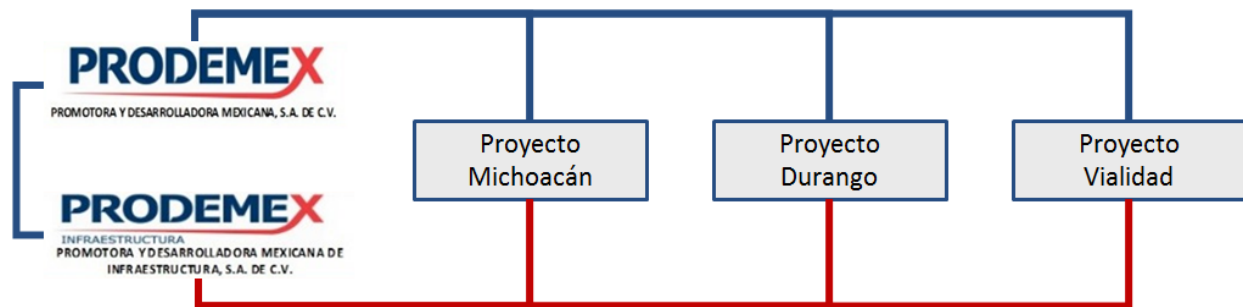 PRODEMEX
PROMOTORA Y DESARROLLADORA MEXICANA, S.A. DE C.V.
Proyecto
Michoacán
Proyecto
Durango
Proyecto
Vialidad
PRODEMEX
INFRAESTRUCTURA
PROMOTORA Y DESARROLLADORA MEXICANA DE
INFRAESTRUCTURA, S.A. DE C.V.